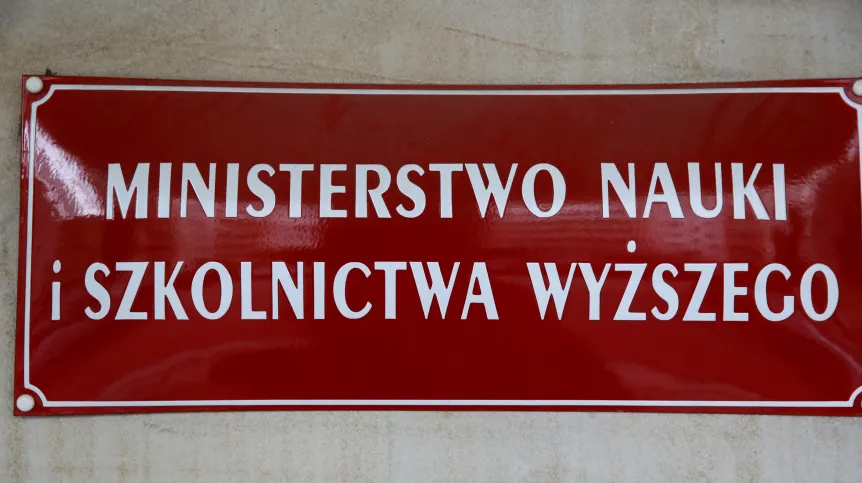 MINISTERSTWO NAUKI
i SZKOLNICTWA WYŻSZEGO